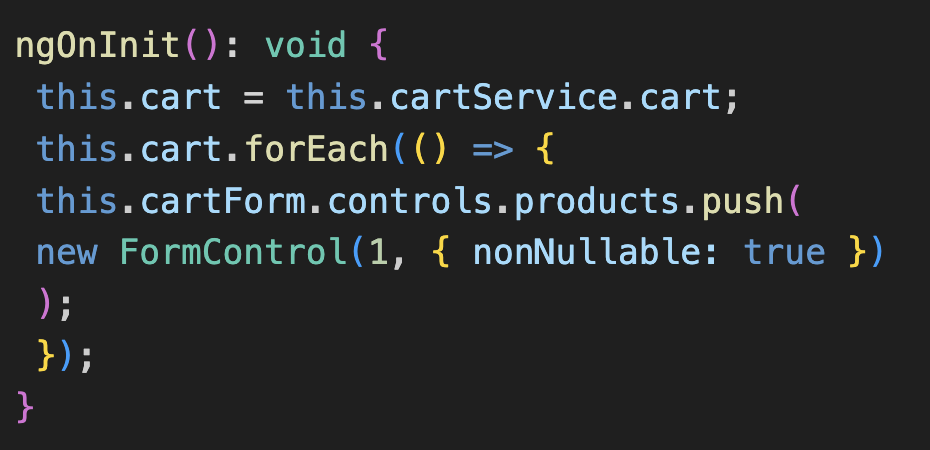 ngOnInit(): void {
this.cart = this.cartService.cart;
this.cart.forEach(() => {
this.cartForm.controls.products.push(
new FormControl(1, { nonNullable: true })
);
});
}